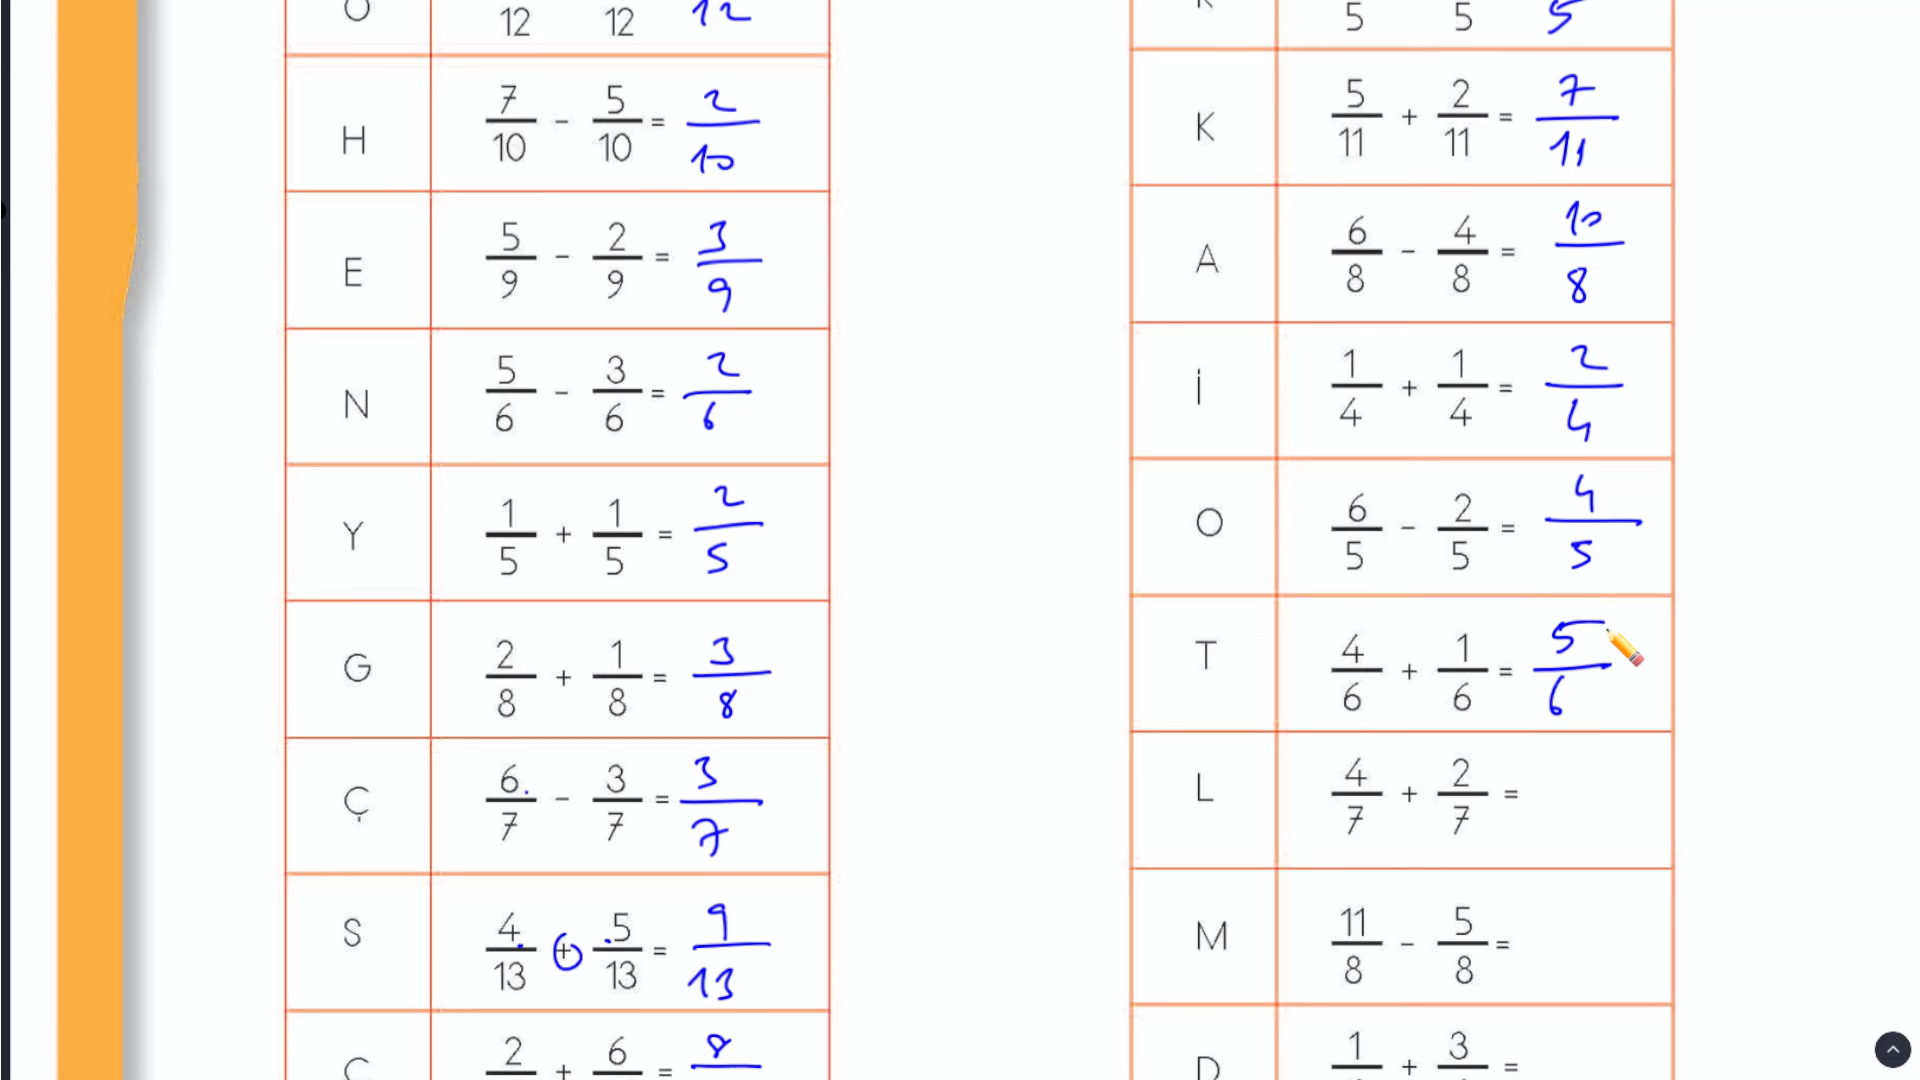 12 12 12
H 7/10 - 5/10 = 2/10
E 5/9 - 2/9 = 3/9
N 5/6 - 3/6 = 2/6
Y 1/5 + 1/5 = 2/5
G 2/8 + 1/8 = 3/8
Ç 6/7 - 3/7 = 3/7
S 4/13 + 5/13 = 9/13
2 + 6 = 8
5 5 5
K 5/11 + 2/11 = 7/11
A 6/8 - 4/8 = 10/8
İ 1/4 + 1/4 = 2/4
O 6/5 - 2/5 = 4/5
T 4/6 + 1/6 = 5/6
L 4/7 + 2/7 =
M 11/8 - 5/8 =
D 1 + 3 =